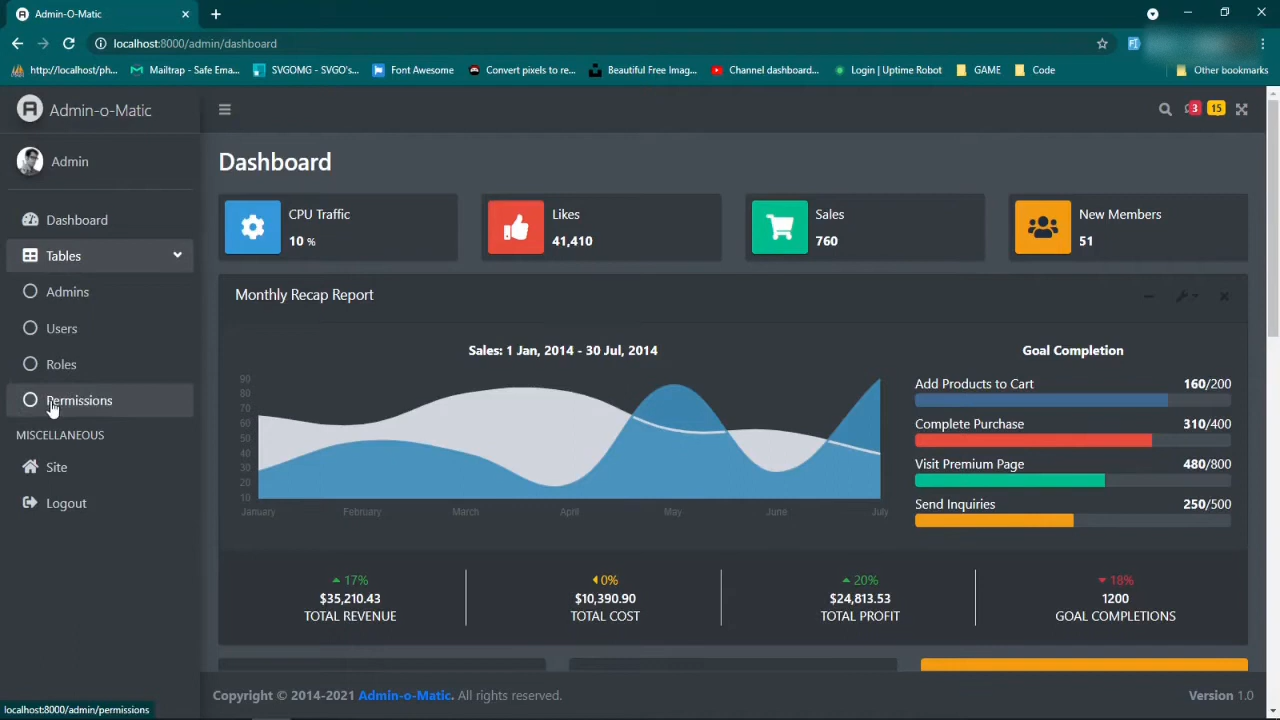 Admin-O-Matic
localhost:8000/admin/dashboard
http://localhost/ph...
Mailtrap - Safe Ema...
SVGOMG - SVGO's...
Font Awesome
Convert pixels to re...
Beautiful Free Imag...
Channel dashboard...
Login | Uptime Robot
GAME
Code
Other bookmarks
Admin-o-Matic
3
15
Admin
Dashboard
Tables
Admins
Users
Roles
Permissions
MISCELLANEOUS
Site
Logout
Dashboard
CPU Traffic
10 %
Likes
41,410
Sales
760
New Members
51
Monthly Recap Report
Sales: 1 Jan, 2014 - 30 Jul, 2014
90
80
70
60
50
40
30
20
10
January February March April May June July
Goal Completion
Add Products to Cart 160/200
Complete Purchase 310/400
Visit Premium Page 480/800
Send Inquiries 250/500
17%
$35,210.43
TOTAL REVENUE
0%
$10,390.90
TOTAL COST
20%
$24,813.53
TOTAL PROFIT
18%
1200
GOAL COMPLETIONS
Copyright © 2014-2021 Admin-o-Matic. All rights reserved.
Version 1.0
localhost:8000/admin/permissions